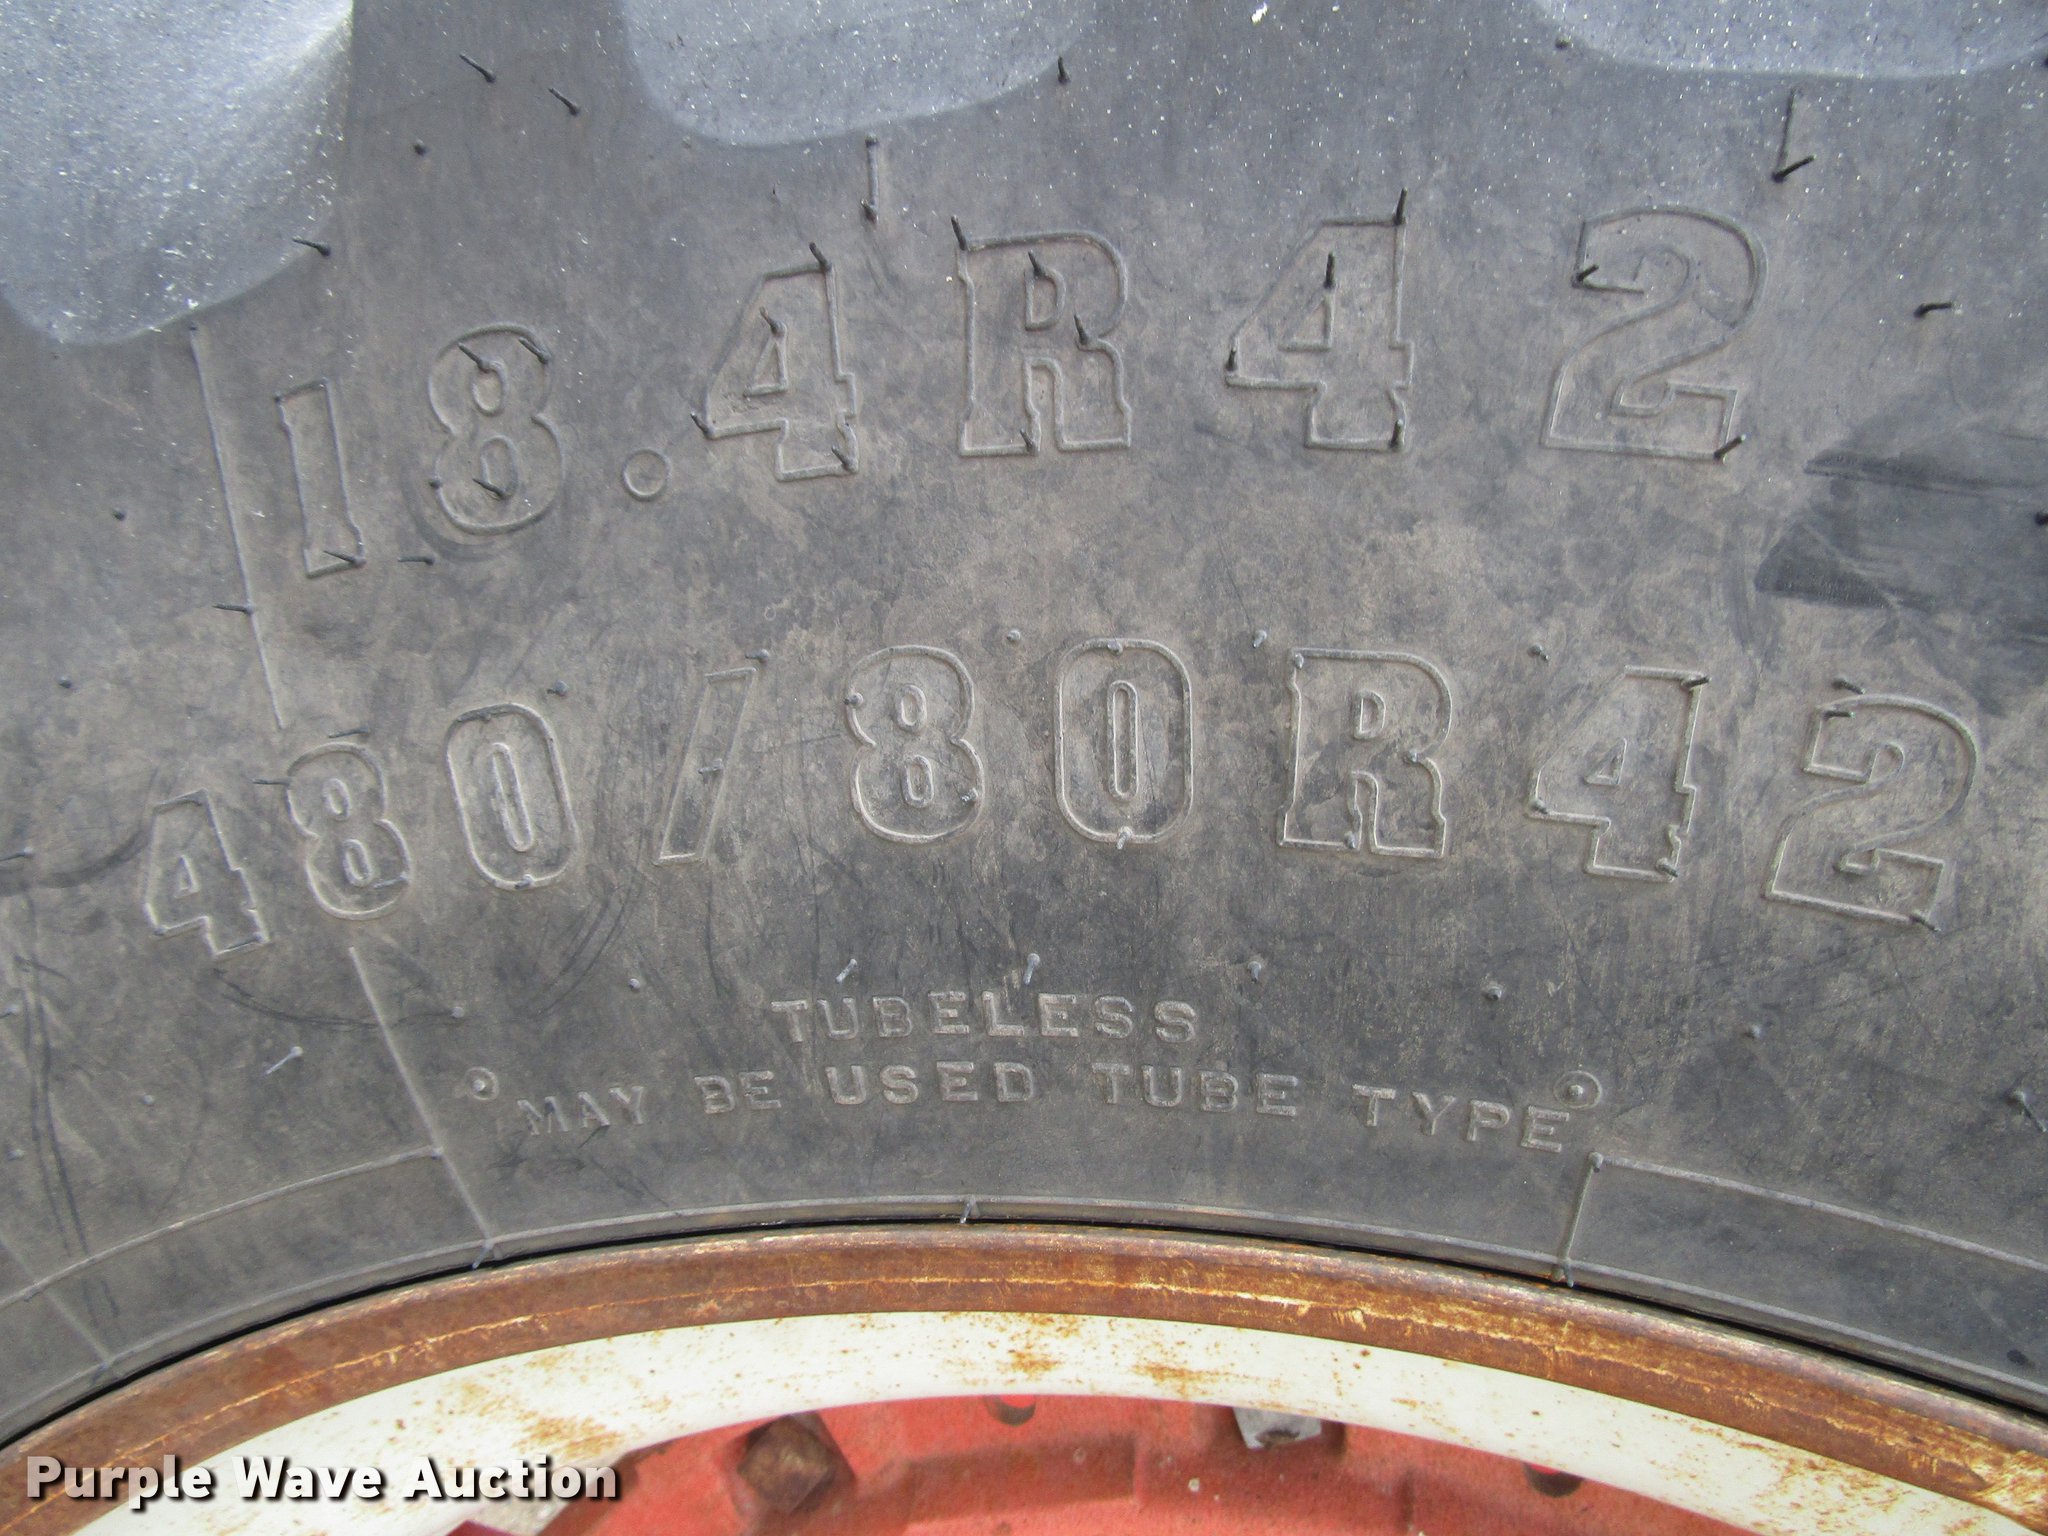 18.4R42
480/80R42
TUBELESS
MAY BE USED TUBE TYPE
Purple Wave Auction